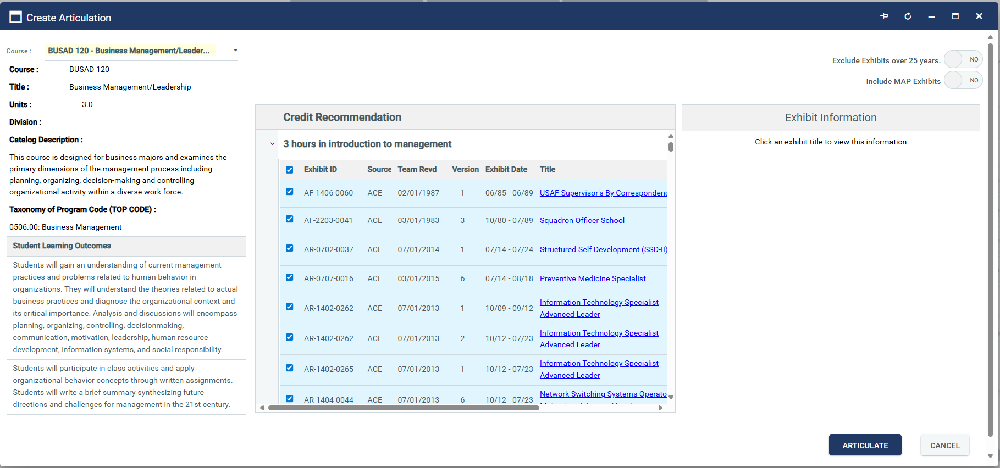 Create Articulation
Course : BUSAD 120 - Business Management/Leader...
Course : BUSAD 120
Title : Business Management/Leadership
Units : 3.0
Division :
Catalog Description :
This course is designed for business majors and examines the
primary dimensions of the management process including
planning, organizing, decision-making and controlling
organizational activity within a diverse work force.
Taxonomy of Program Code (TOP CODE) :
0506.00: Business Management
Student Learning Outcomes
Students will gain an understanding of current management
practices and problems related to human behavior in
organizations. They will understand the theories related to actual
business practices and diagnose the organizational context and
its critical importance. Analysis and discussions will encompass
planning, organizing, controlling, decisionmaking,
communication, motivation, leadership, human resource
development, information systems, and social responsibility.
Students will participate in class activities and apply
organizational behavior concepts through written assignments.
Students will write a brief summary synthesizing future
directions and challenges for management in the 21st century.
Exclude Exhibits over 25 years. NO
Include MAP Exhibits NO
Credit Recommendation
3 hours in introduction to management
Exhibit ID Source Team Revd Version Exhibit Date Title
AF-1406-0060 ACE 02/01/1987 1 06/85 - 06/89 USAF Supervisor's By Corresponden
AF-2203-0041 ACE 03/01/1983 3 10/80 - 07/89 Squadron Officer School
AR-0702-0037 ACE 07/01/2014 1 07/14 - 07/24 Structured Self Development (SSD-II)
AR-0707-0016 ACE 03/01/2015 6 07/14 - 08/18 Preventive Medicine Specialist
AR-1402-0262 ACE 07/01/2013 1 10/09 - 09/12 Information Technology Specialist
Advanced Leader
AR-1402-0262 ACE 07/01/2013 2 10/12 - 07/23 Information Technology Specialist
Advanced Leader
AR-1402-0265 ACE 07/01/2013 1 10/12 - 07/23 Information Technology Specialist
Advanced Leader
AR-1404-0044 ACE 07/01/2013 6 10/12 - 07/23 Network Switching Systems Operato
Exhibit Information
Click an exhibit title to view this information
ARTICULATE
CANCEL